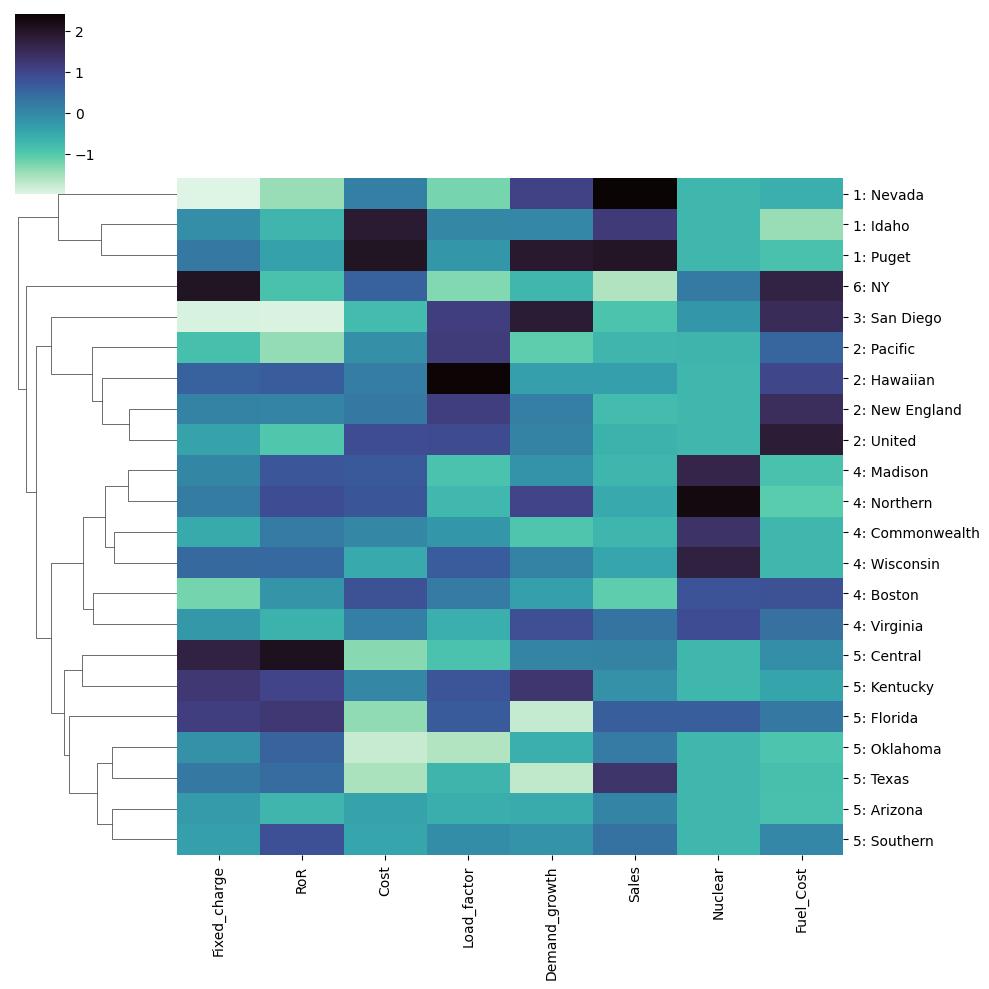 2
1
0
−1
1: Nevada
1: Idaho
1: Puget
6: NY
3: San Diego
2: Pacific
2: Hawaiian
2: New England
2: United
4: Madison
4: Northern
4: Commonwealth
4: Wisconsin
4: Boston
4: Virginia
5: Central
5: Kentucky
5: Florida
5: Oklahoma
5: Texas
5: Arizona
5: Southern
Fixed_charge
RoR
Cost
Load_factor
Demand_growth
Sales
Nuclear
Fuel_Cost